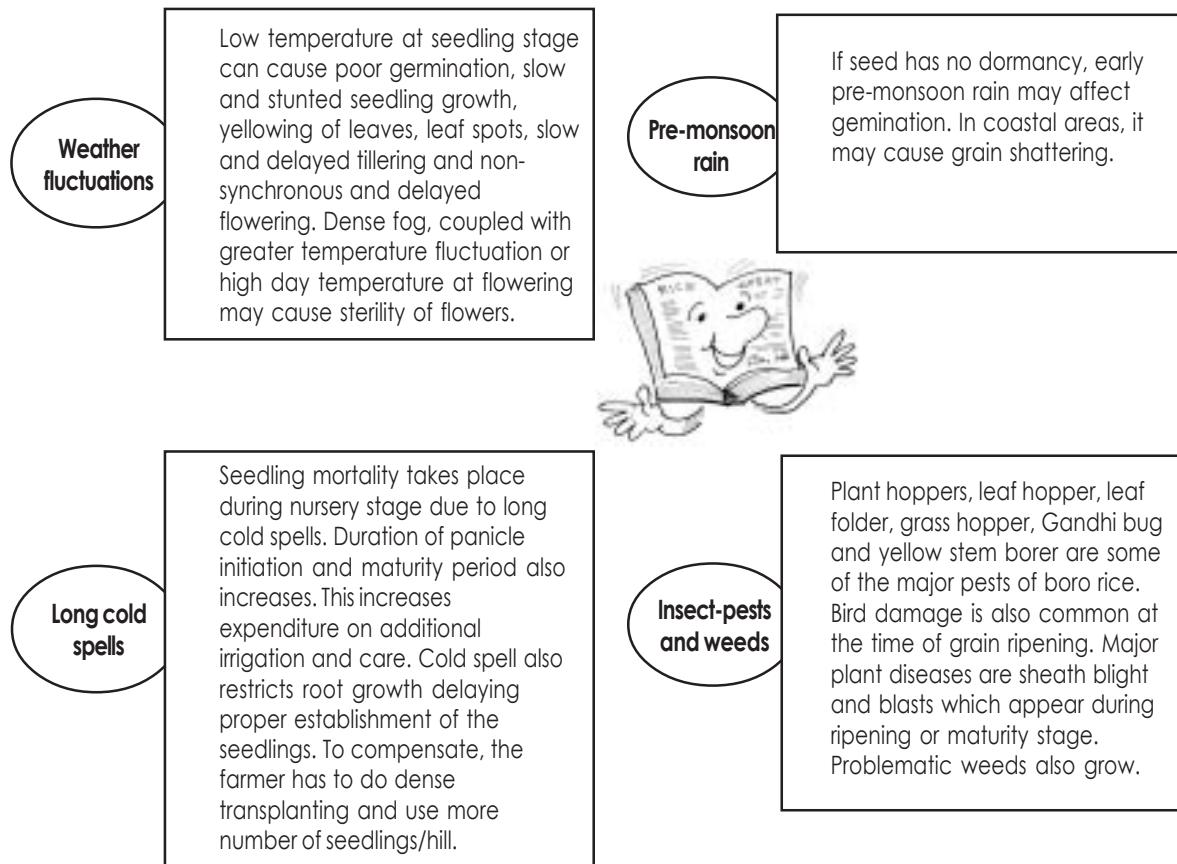 Weather
fluctuations
Low temperature at seedling stage
can cause poor germination, slow
and stunted seedling growth,
yellowing of leaves, leaf spots, slow
and delayed tillering and non-
synchronous and delayed
flowering. Dense fog, coupled with
greater temperature fluctuation or
high day temperature at flowering
may cause sterility of flowers.
Pre-monsoon
rain
If seed has no dormancy, early
pre-monsoon rain may affect
gemination. In coastal areas, it
may cause grain shattering.
RICE
Long cold
spells
Seedling mortality takes place
during nursery stage due to long
cold spells. Duration of panicle
initiation and maturity period also
increases. This increases
expenditure on additional
irrigation and care. Cold spell also
restricts root growth delaying
proper establishment of the
seedlings. To compensate, the
farmer has to do dense
transplanting and use more
number of seedlings/hill.
Insect-pests
and weeds
Plant hoppers, leaf hopper, leaf
folder, grass hopper, Gandhi bug
and yellow stem borer are some
of the major pests of boro rice.
Bird damage is also common at
the time of grain ripening. Major
plant diseases are sheath blight
and blasts which appear during
ripening or maturity stage.
Problematic weeds also grow.